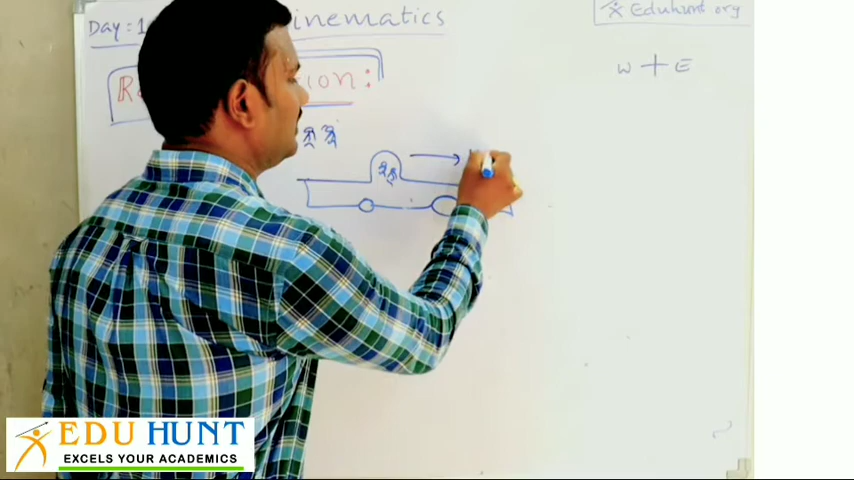 Day: 1 inematics
Eduhunt.org
W E
R ion:
EDU HUNT
EXCELS YOUR ACADEMICS